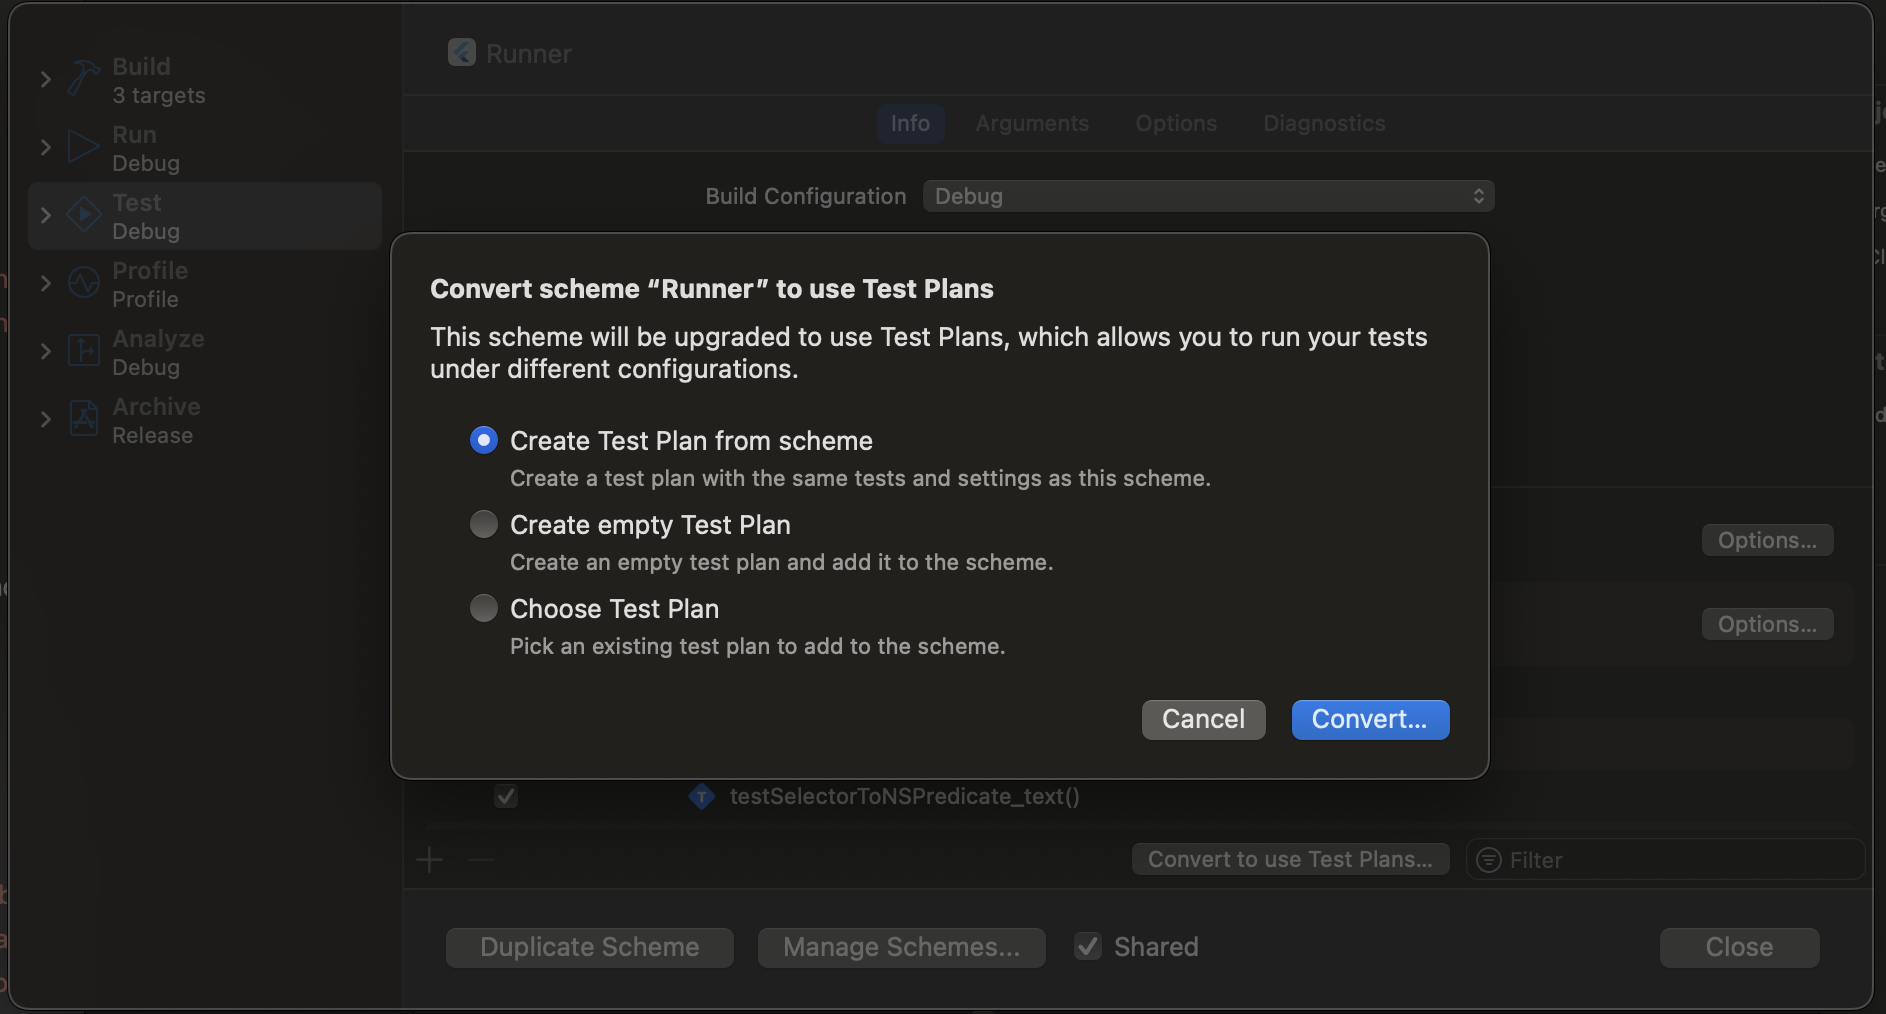 Build
3 targets
Run
Debug
Test
Debug
Profile
Profile
Analyze
Debug
Archive
Release
Runner
Info
Arguments
Options
Diagnostics
Build Configuration
Debug
Convert scheme “Runner” to use Test Plans
This scheme will be upgraded to use Test Plans, which allows you to run your tests
under different configurations.
Create Test Plan from scheme
Create a test plan with the same tests and settings as this scheme.
Create empty Test Plan
Create an empty test plan and add it to the scheme.
Choose Test Plan
Pick an existing test plan to add to the scheme.
Cancel
Convert...
Options...
Options...
T
testSelectorToNSPredicate_text()
Convert to use Test Plans...
Filter
Duplicate Scheme
Manage Schemes...
Shared
Close